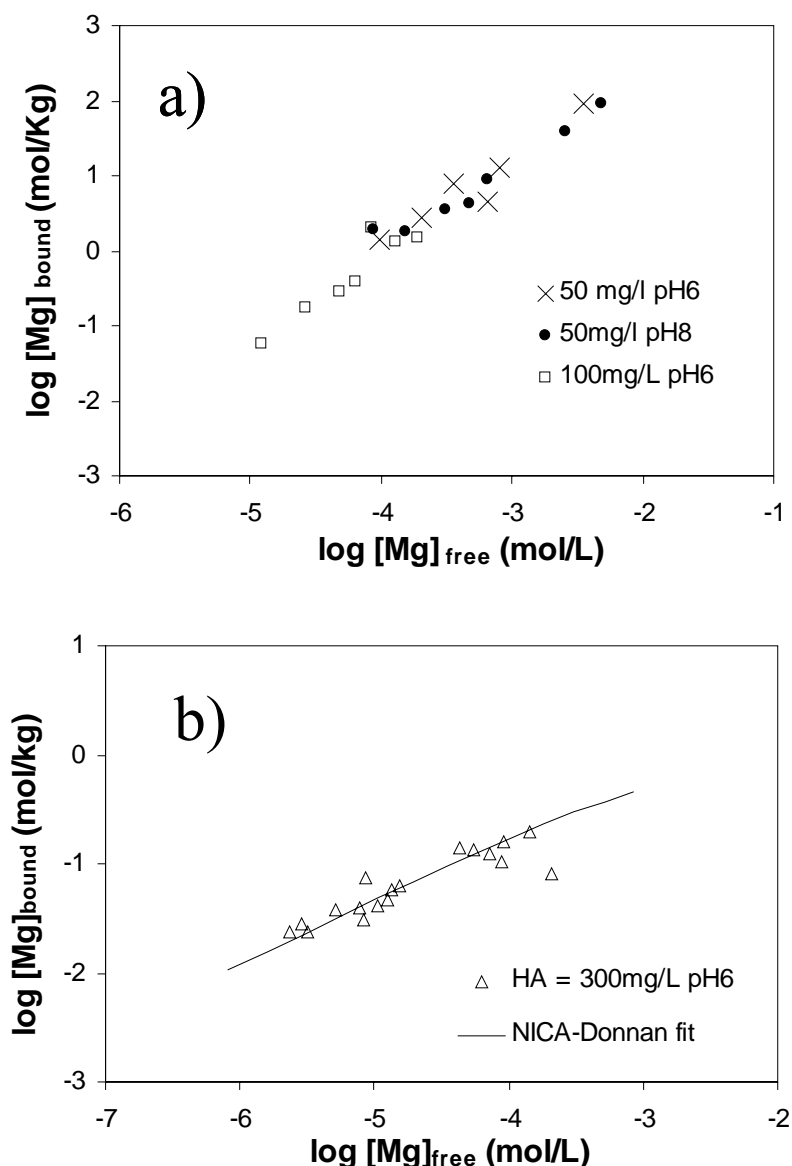 3
a)
2
1
0
-1
-2
-3
log [Mg] bound (mol/Kg)
50 mg/l pH6
50mg/l pH8
100mg/L pH6
-6 -5 -4 -3 -2 -1
log [Mg] free (mol/L)
1
b)
0
-1
-2
-3
log [Mg]bound (mol/kg)
HA = 300mg/L pH6
NICA-Donnan fit
-7 -6 -5 -4 -3 -2
log [Mg]free (mol/L)